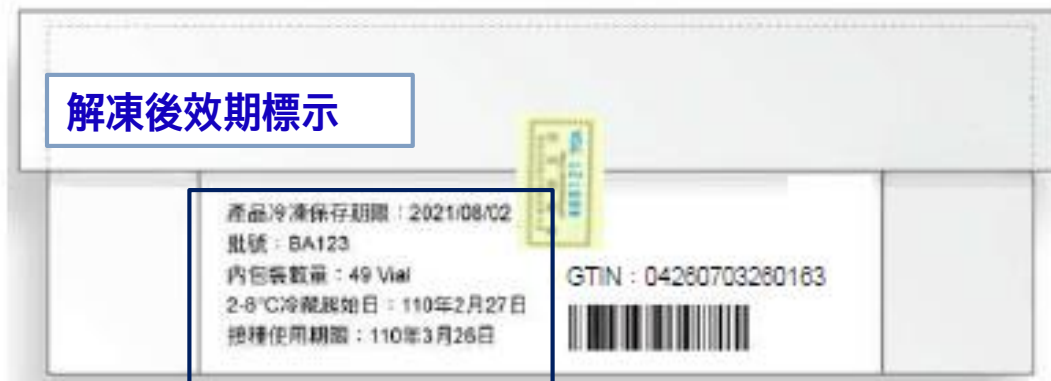 解凍後效期標示
產品冷凍保存期限：2021/08/02
批號：BA123
內包裝數量：49 Vial
2-8°C冷藏起始日：110年2月27日
接種使用期限：110年3月26日
GTIN：04260703260163